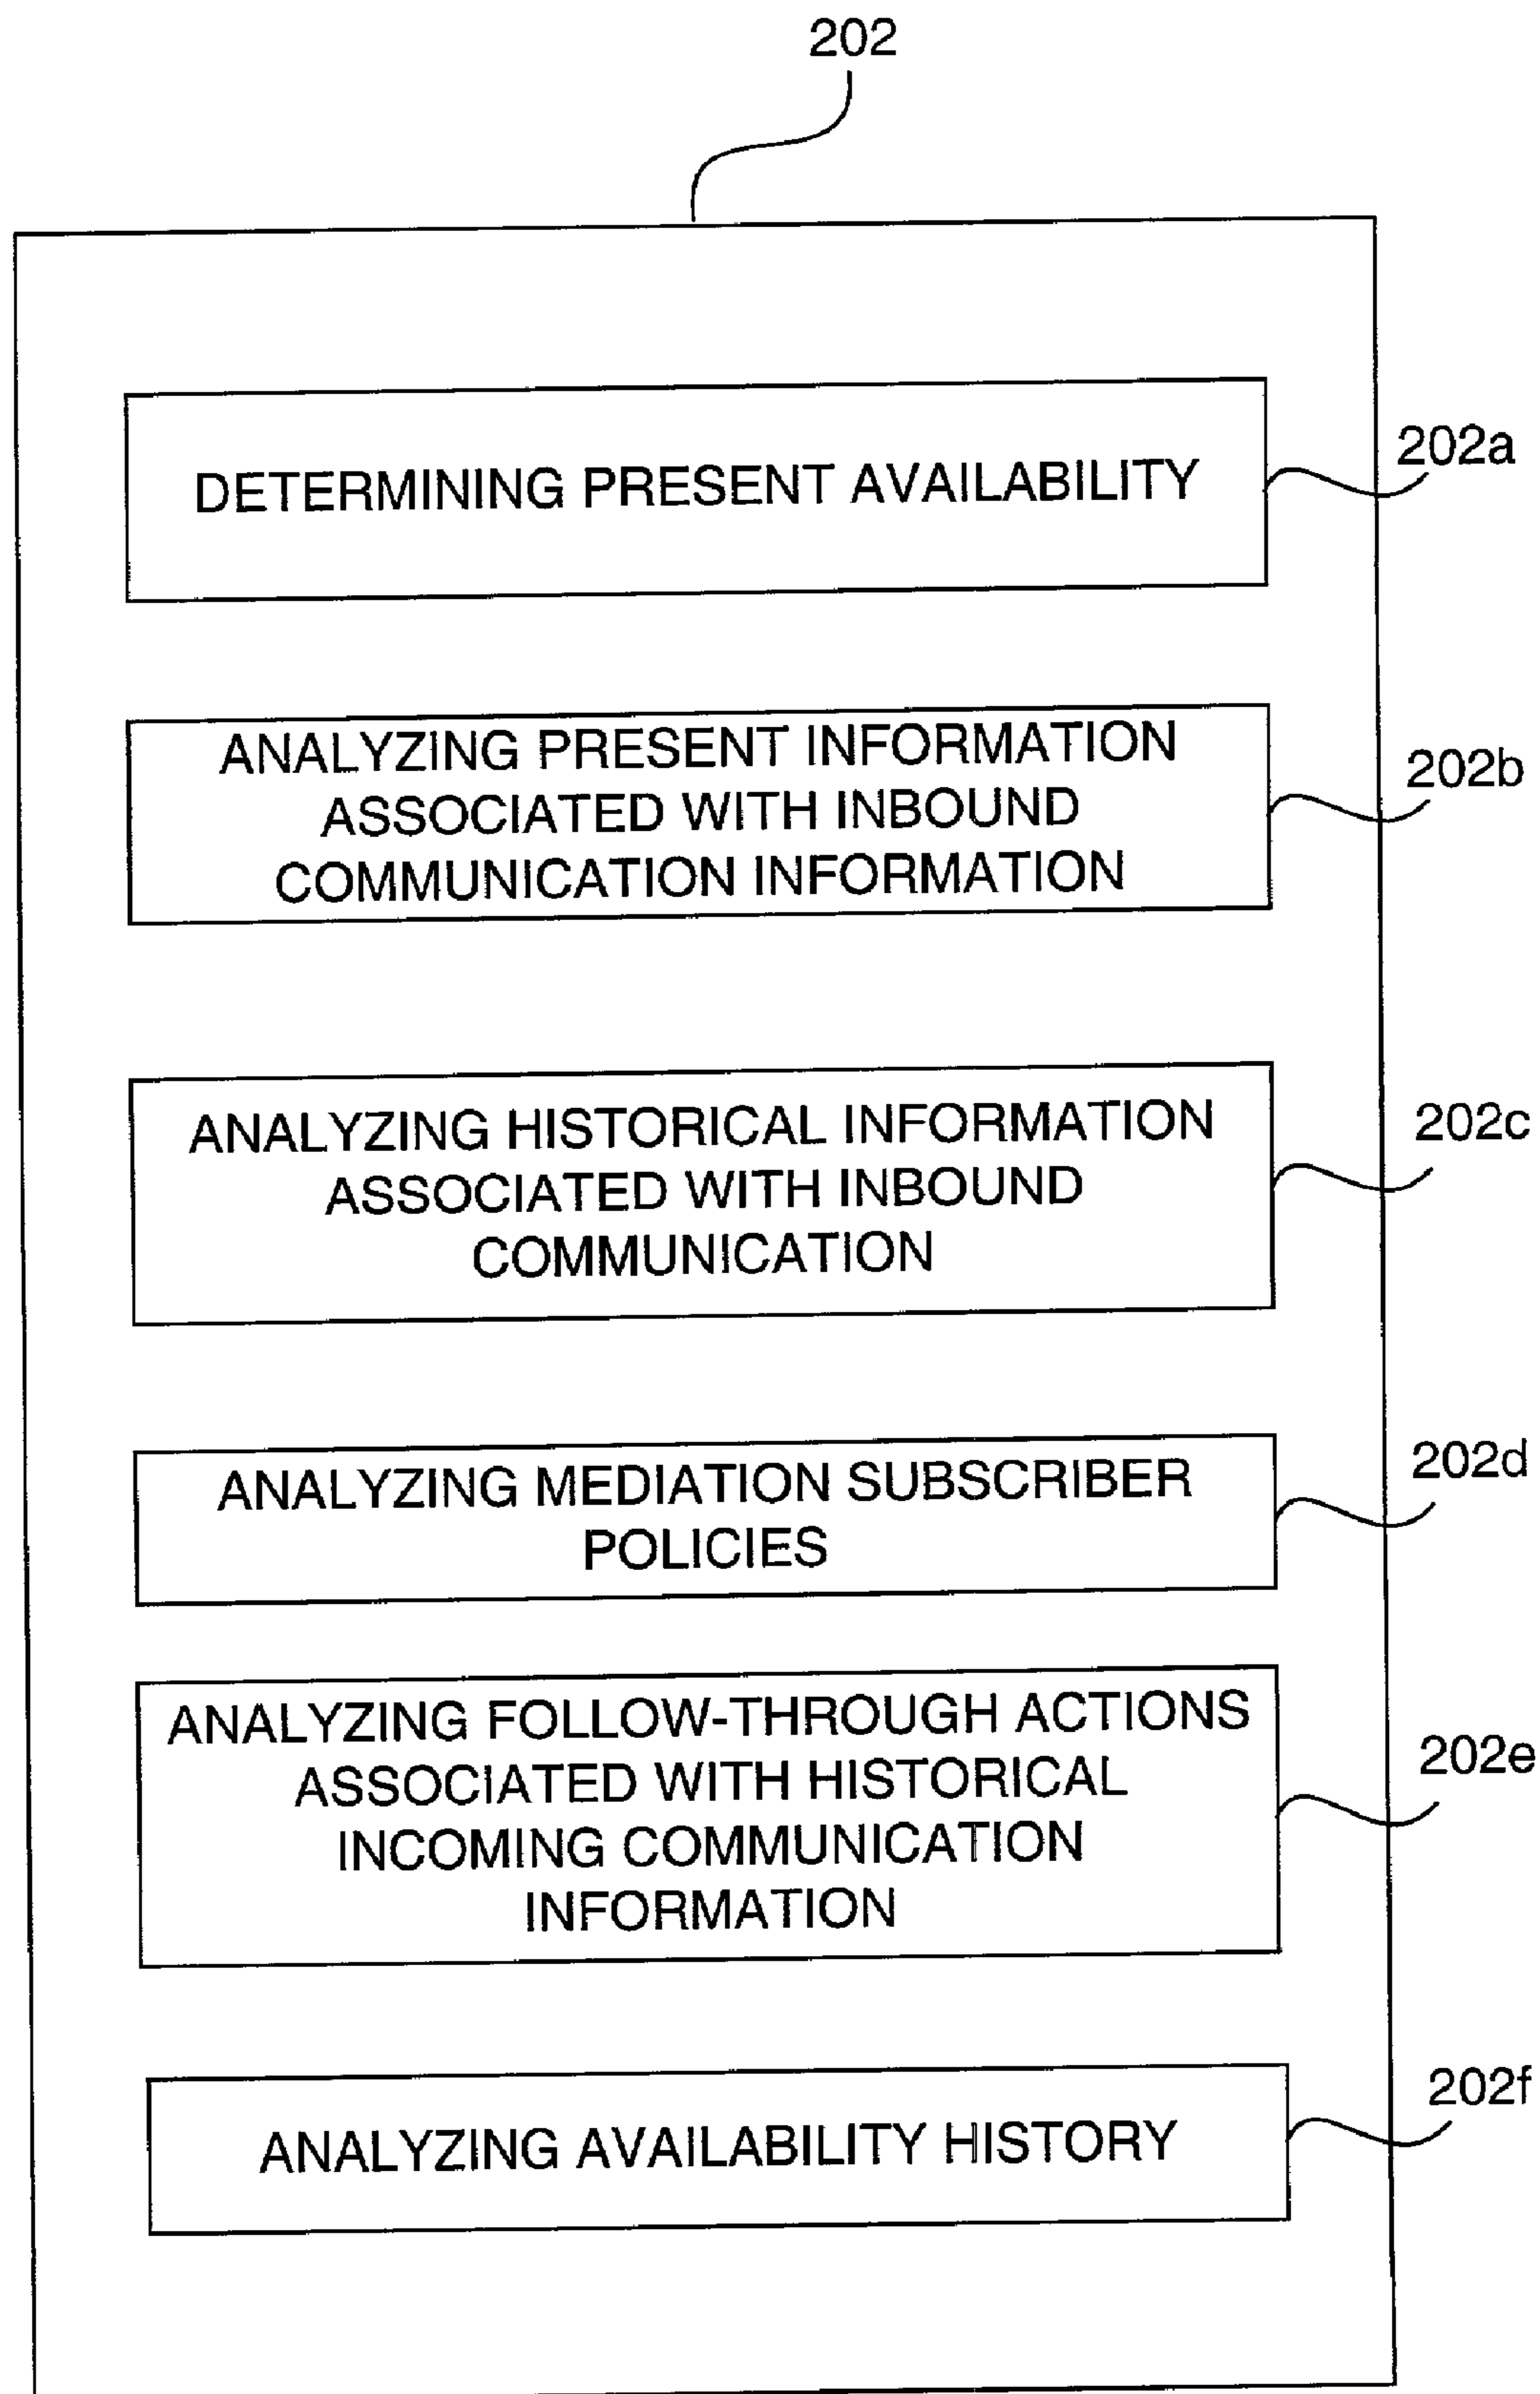 202
DETERMINING PRESENT AVAILABILITY
202a
ANALYZING PRESENT INFORMATION
ASSOCIATED WITH INBOUND
COMMUNICATION INFORMATION
202b
ANALYZING HISTORICAL INFORMATION
ASSOCIATED WITH INBOUND
COMMUNICATION
202c
ANALYZING MEDIATION SUBSCRIBER
POLICIES
202d
ANALYZING FOLLOW-THROUGH ACTIONS
ASSOCIATED WITH HISTORICAL
INCOMING COMMUNICATION
INFORMATION
202e
ANALYZING AVAILABILITY HISTORY
202f